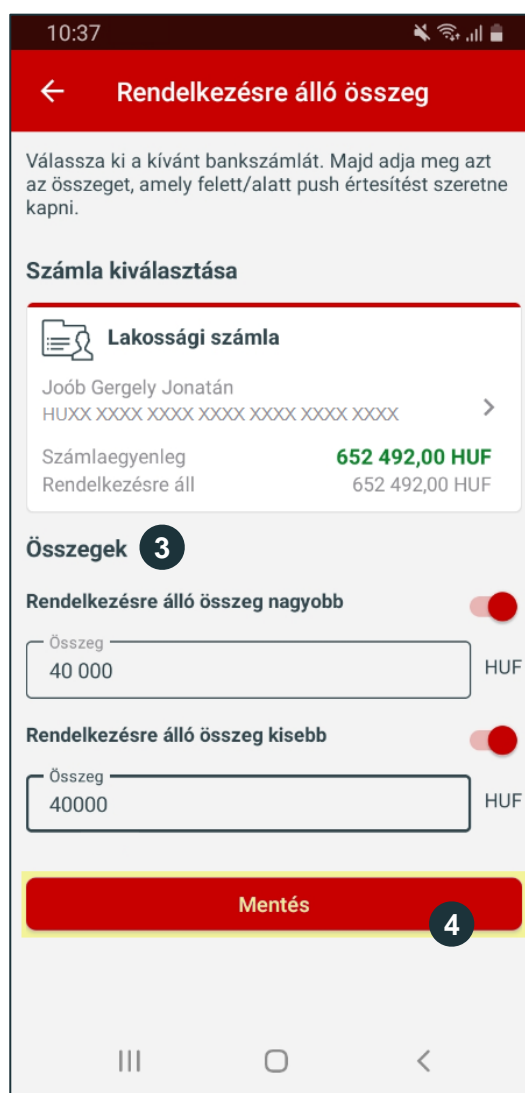 10:37
Rendelkezésre álló összeg
Válassza ki a kívánt bankszámlát. Majd adja meg azt
az összeget, amely felett/alatt push értesítést szeretne
kapni.
Számla kiválasztása
Lakossági számla
Joób Gergely Jonatán
HUXX XXXX XXXX XXXX XXXX XXXX XXXX
Számlaegyenleg 652 492,00 HUF
Rendelkezésre áll 652 492,00 HUF
Összegek 3
Rendelkezésre álló összeg nagyobb
Összeg
40 000 HUF
Rendelkezésre álló összeg kisebb
Összeg
40000 HUF
Mentés
4